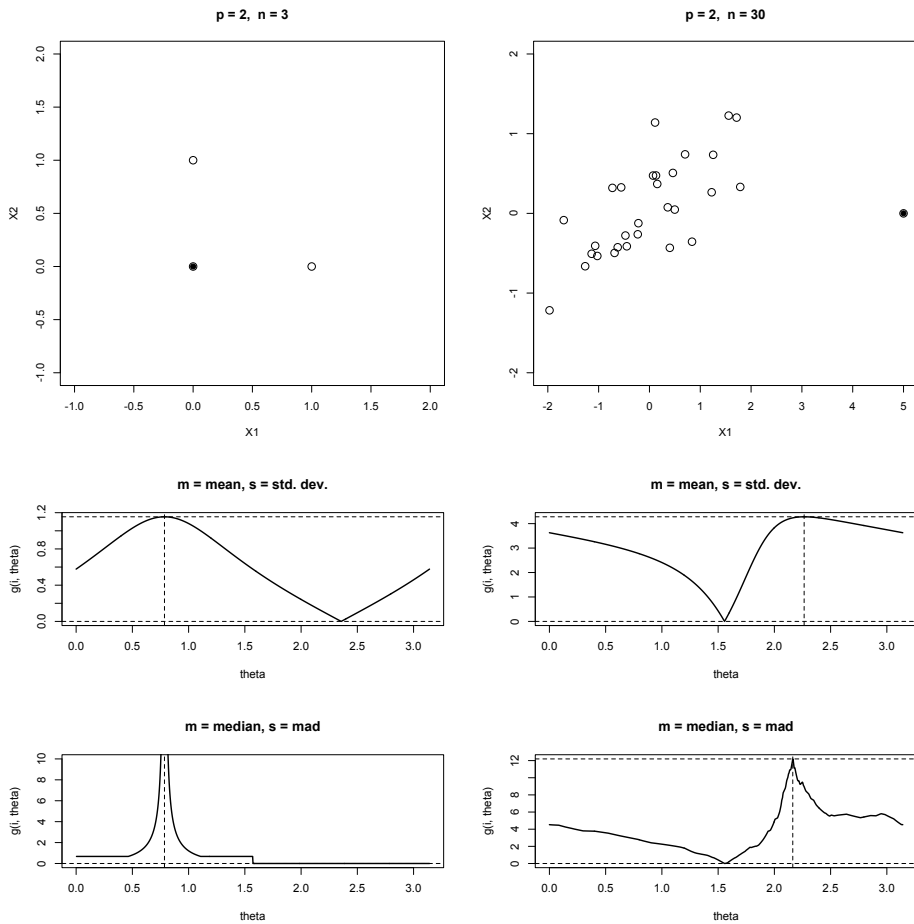 p = 2, n = 3
2.0
1.5
1.0
0.5
0.0
-0.5
-1.0
X2
-1.0 -0.5 0.0 0.5 1.0 1.5 2.0
X1
p = 2, n = 30
2
1
0
-1
-2
X2
-2 -1 0 1 2 3 4 5
X1
m = mean, s = std. dev.
1.2
0.8
0.4
0.0
g(i, theta)
0.0 0.5 1.0 1.5 2.0 2.5 3.0
theta
m = mean, s = std. dev.
4
3
2
1
0
g(i, theta)
0.0 0.5 1.0 1.5 2.0 2.5 3.0
theta
m = median, s = mad
10
8
6
4
2
0
g(i, theta)
0.0 0.5 1.0 1.5 2.0 2.5 3.0
theta
m = median, s = mad
12
8
6
4
2
0
g(i, theta)
0.0 0.5 1.0 1.5 2.0 2.5 3.0
theta